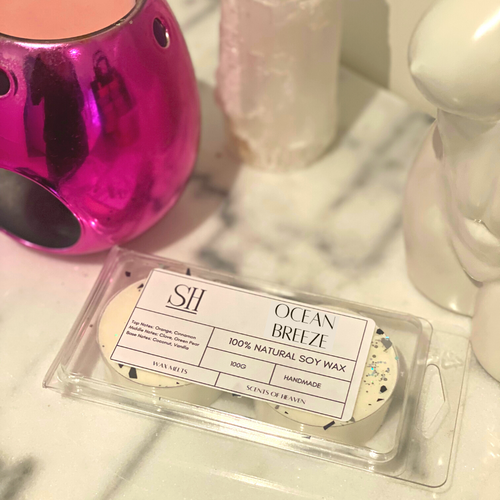 SH
OCEAN
BREEZE
Top Notes: Orange, Cinnamon
Middle Notes: Clove, Green Pear
Base Notes: Coconut, Vanilla
100% NATURAL SOY WAX
WAX MELTS
100G
HANDMADE
SCENTS OF HEAVEN